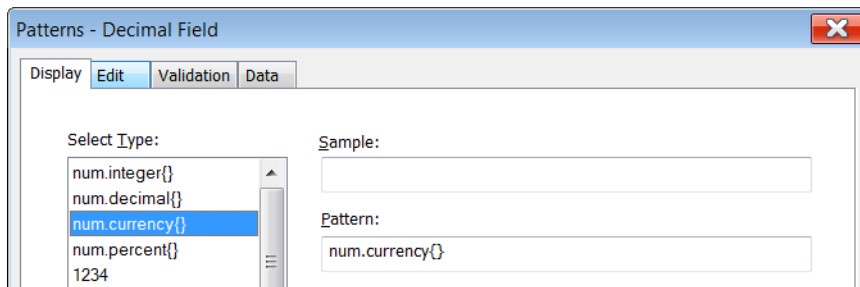 Patterns - Decimal Field
Display Edit Validation Data
Select Type:
num.integer{}
num.decimal{}
num.currency{}
num.percent{}
1234
Sample:
Pattern:
num.currency{}